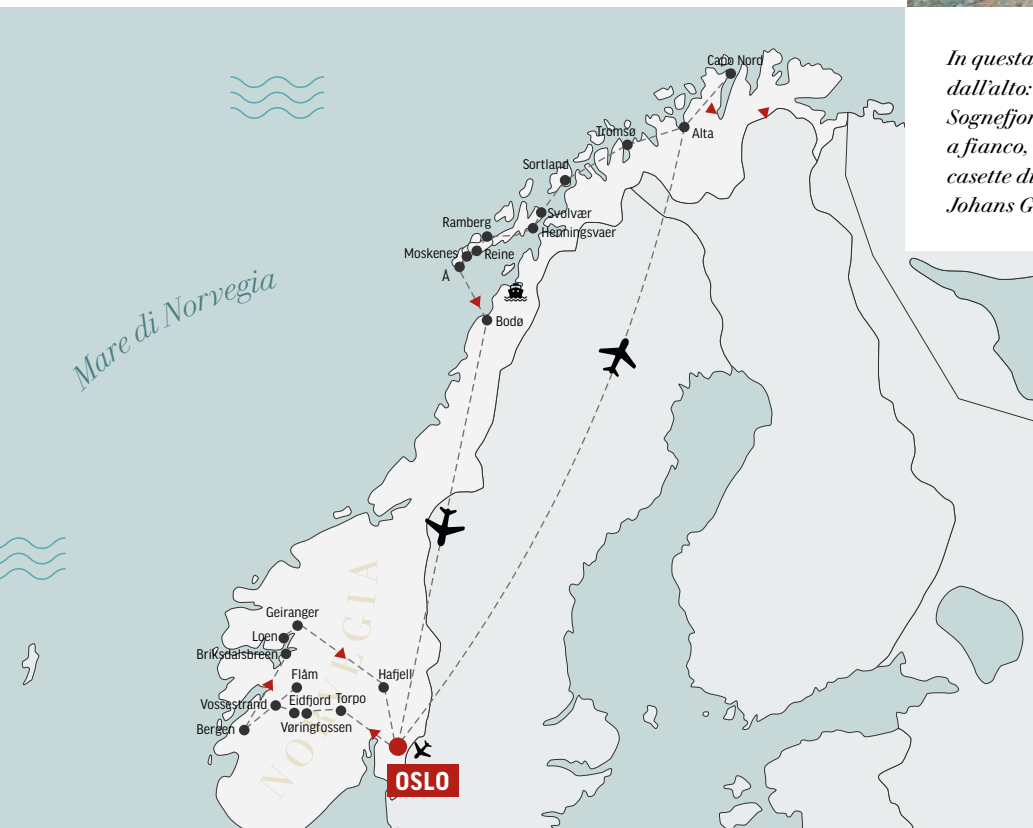 In questa
dall'alto:
Sognefjor
a fianco,
casette di
Johans G
Capo Nord
Tromsø
Alta
Sortland
Svolvær
Ramberg
Henningsvaer
Moskenes
Reine
Å
Bodø
Mare di Norvegia
NORVEGIA
Geiranger
Loen
Briksdalsbreen
Flåm
Hafjell
Vossestrand
Eidfjord
Torpo
Bergen
Vøringfossen
OSLO